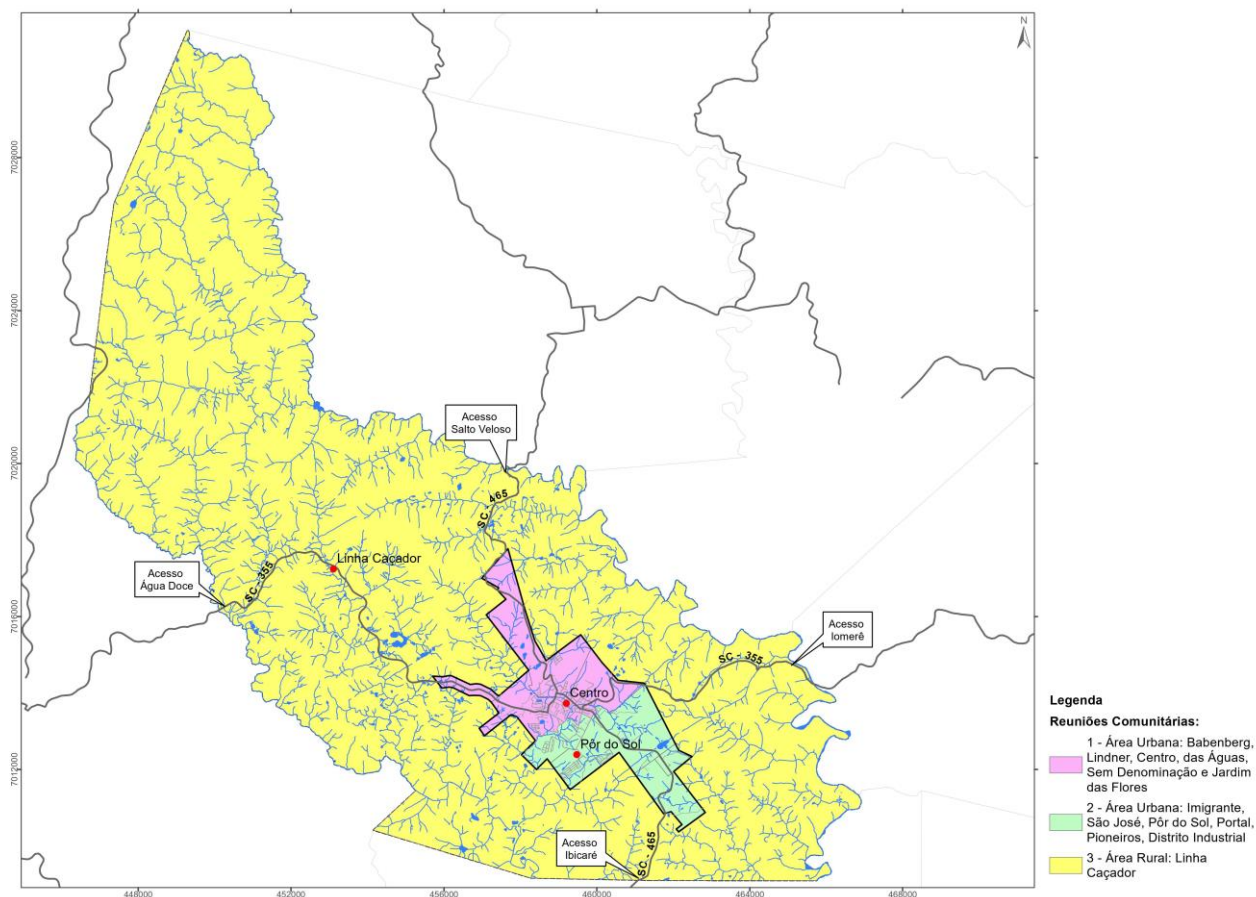 N
7028000
7024000
7020000
7016000
7012000
Acesso
Salto Veloso
SC - 465
Linha Caçador
Acesso
Água Doce
SC - 355
Acesso
Iomerê
SC - 355
Centro
Pôr do Sol
Acesso
Ibicaré
SC - 465
448000
452000
456000
460000
464000
468000
Legenda
Reuniões Comunitárias:
1 - Área Urbana: Babenberg,
Lindner, Centro, das Águas,
Sem Denominação e Jardim
das Flores
2 - Área Urbana: Imigrante,
São José, Pôr do Sol, Portal,
Pioneiros, Distrito Industrial
3 - Área Rural: Linha
Caçador